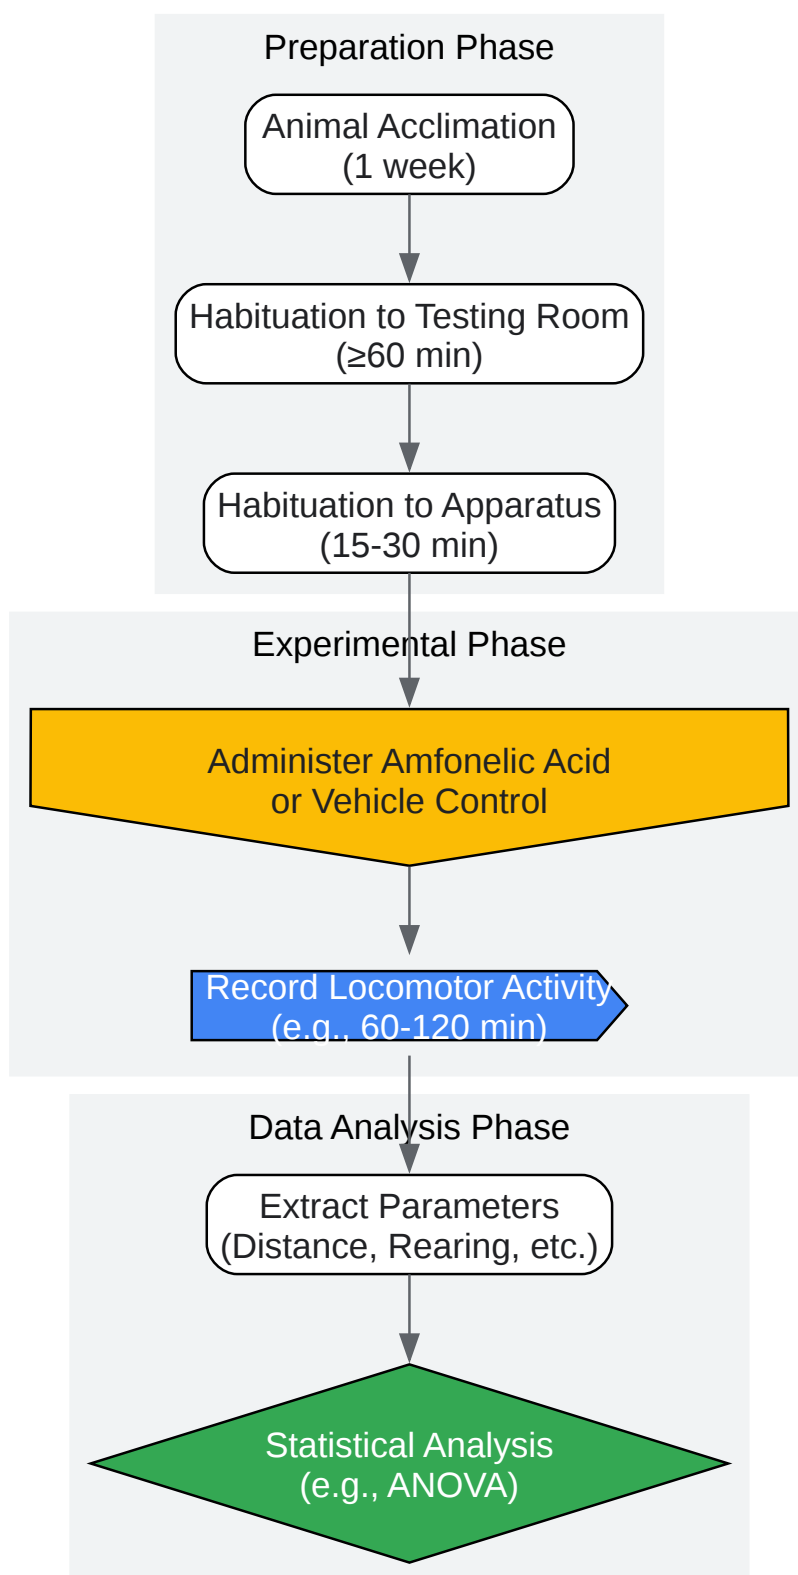 Preparation Phase
Animal Acclimation
(1 week)
Habituation to Testing Room
(≥60 min)
Habituation to Apparatus
(15-30 min)
Experimental Phase
Administer Amfonelic Acid
or Vehicle Control
Record Locomotor Activity
(e.g., 60-120 min)
Data Analysis Phase
Extract Parameters
(Distance, Rearing, etc.)
Statistical Analysis
(e.g., ANOVA)